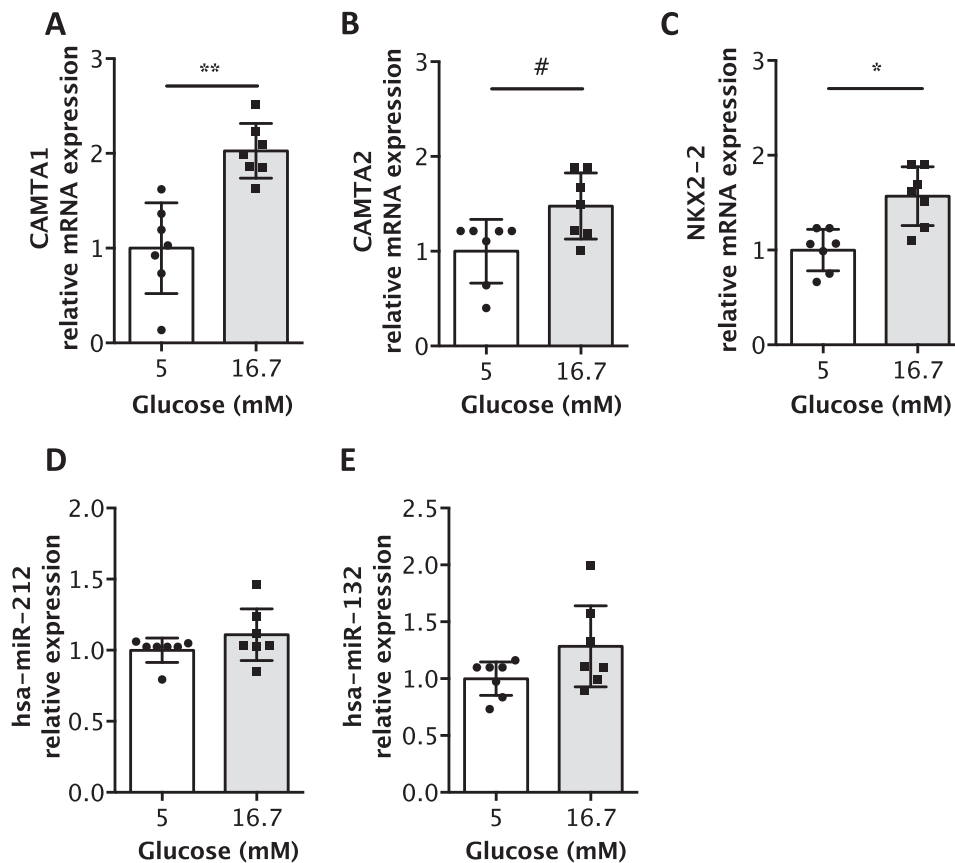 A
CAMTA1
relative mRNA expression
3
2
1
0
**
5
16.7
Glucose (mM)
B
CAMTA2
relative mRNA expression
3
2
1
0
#
5
16.7
Glucose (mM)
C
NKX2-2
relative mRNA expression
3
2
1
0
*
5
16.7
Glucose (mM)
D
hsa-miR-212
relative expression
2.0
1.5
1.0
0.5
0.0
5
16.7
Glucose (mM)
E
hsa-miR-132
relative expression
2.5
2.0
1.5
1.0
0.5
0.0
5
16.7
Glucose (mM)